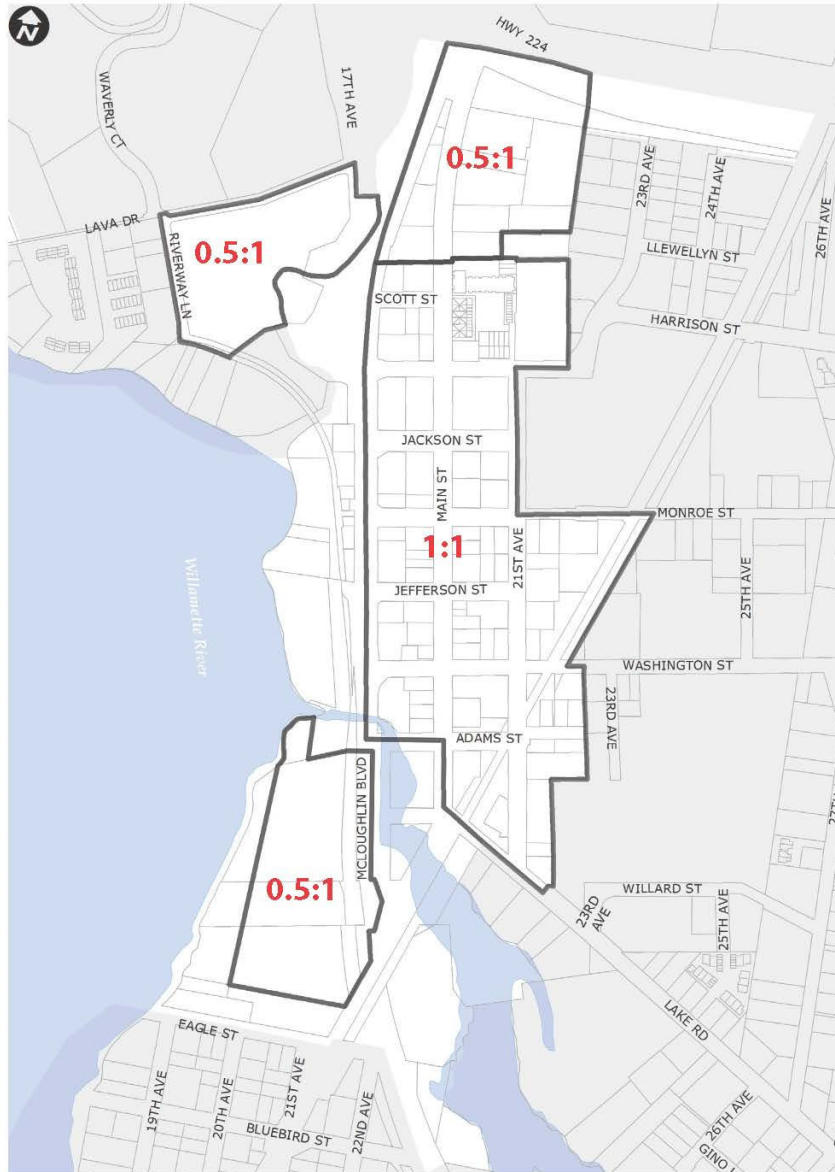 N
HWY 224
WAVERLY CT
17TH AVE
0.5:1
23RD AVE
24TH AVE
26TH AVE
LAVA DR
RIVERWAY LN
0.5:1
LLEWELLYN ST
SCOTT ST
HARRISON ST
JACKSON ST
MAIN ST
MONROE ST
1:1
21ST AVE
25TH AVE
JEFFERSON ST
Willamette River
WASHINGTON ST
23RD AVE
ADAMS ST
MCLOUGHLIN BLVD
0.5:1
WILLARD ST
23RD AVE
25TH AVE
LAKE RD
EAGLE ST
19TH AVE
20TH AVE
21ST AVE
22ND AVE
BLUEBIRD ST
26TH AVE
GINO